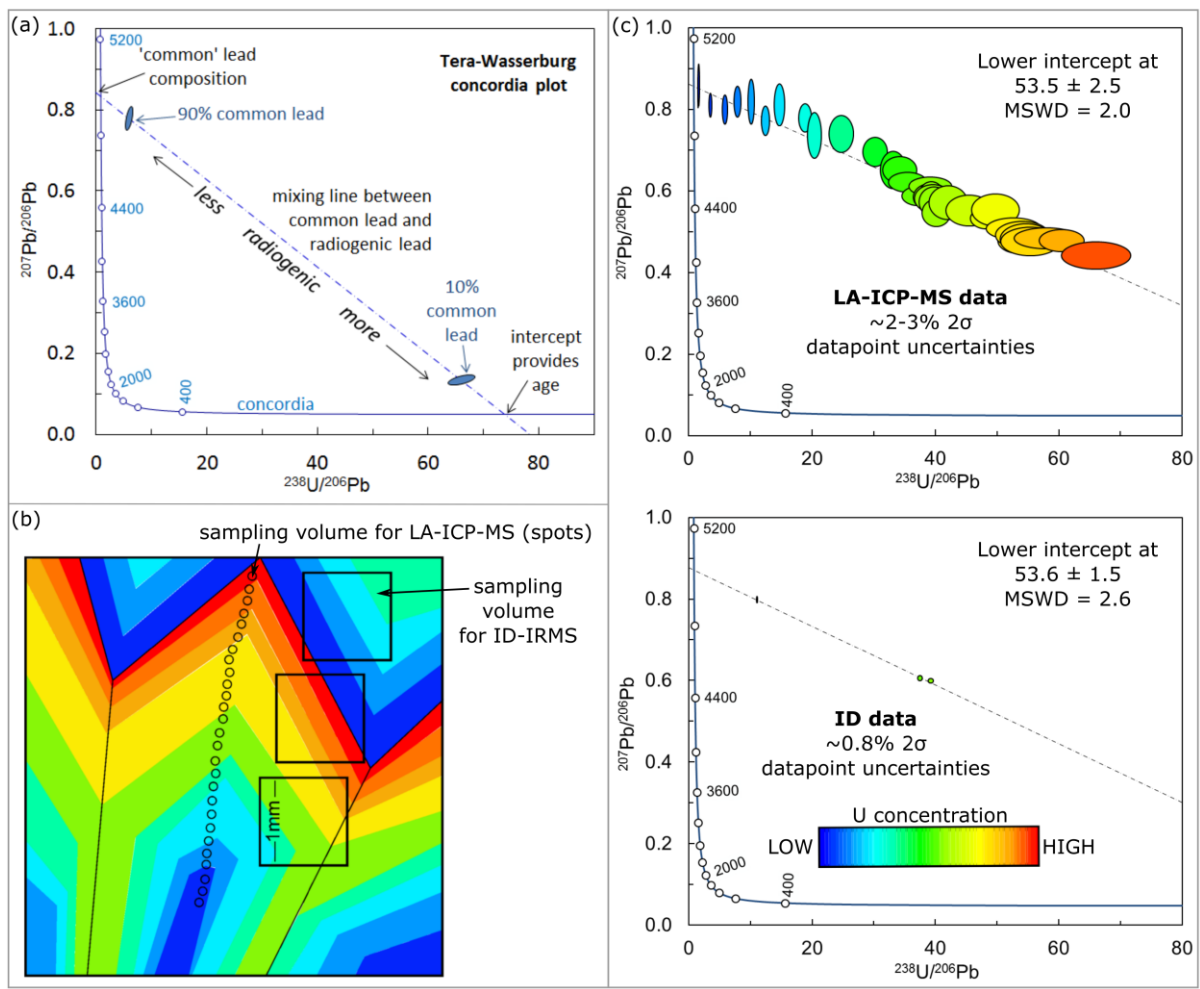 (a)
1.0
0.8
0.6
0.4
0.2
0.0
207Pb/206Pb
5200
4400
3600
2000
400
'common' lead
composition
Tera-Wasserburg
concordia plot
90% common lead
less
radiogenic
more
mixing line between
common lead and
radiogenic lead
10%
common
lead
intercept
provides
age
concordia
0
20
40
60
80
238U/206Pb
(b)
sampling volume for LA-ICP-MS (spots)
sampling
volume
for ID-IRMS
1mm
(c)
1.0
0.8
0.6
0.4
0.2
0.0
207Pb/206Pb
5200
4400
3600
2000
400
Lower intercept at
53.5 ± 2.5
MSWD = 2.0
LA-ICP-MS data
~2-3% 2σ
datapoint uncertainties
0
20
40
60
80
238U/206Pb
1.0
0.8
0.6
0.4
0.2
0.0
207Pb/206Pb
5200
4400
3600
2000
400
Lower intercept at
53.6 ± 1.5
MSWD = 2.6
ID data
~0.8% 2σ
datapoint uncertainties
U concentration
LOW
HIGH
0
20
40
60
80
238U/206Pb